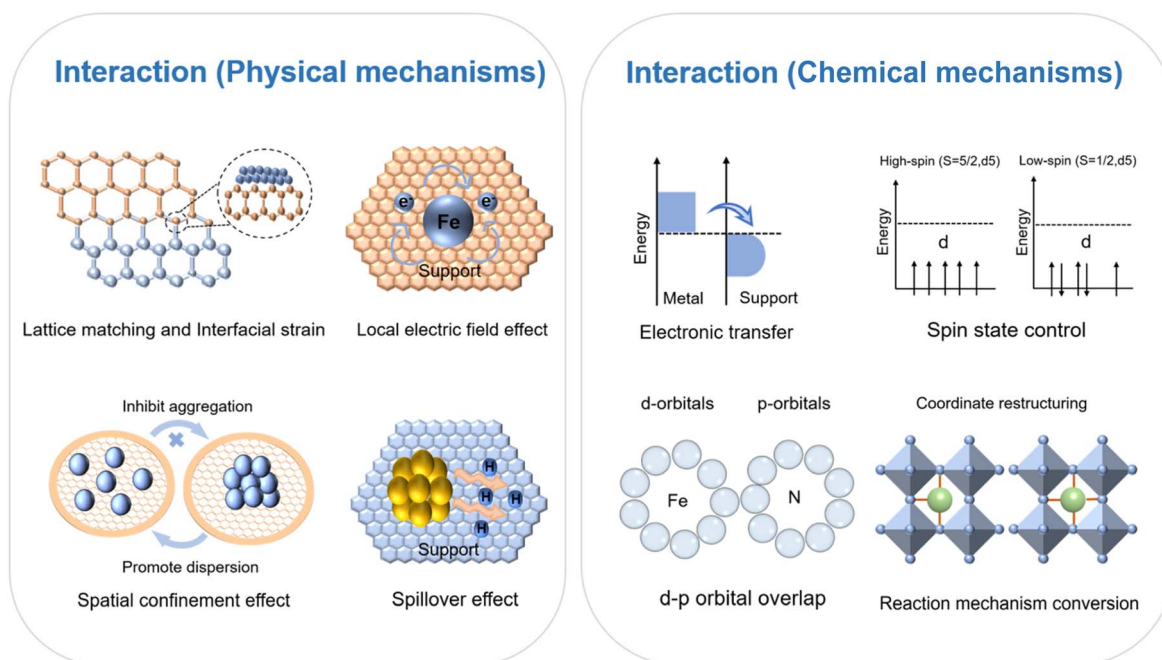 Interaction (Physical mechanisms)
e-
e-
Fe
Support
Lattice matching and Interfacial strain
Local electric field effect
Inhibit aggregation
Promote dispersion
Spatial confinement effect
H
H
H
H
Support
Spillover effect
Interaction (Chemical mechanisms)
Energy
Metal
Support
Electronic transfer
High-spin (S=5/2,d5)
Energy
d
Low-spin (S=1/2,d5)
Energy
d
Spin state control
d-orbitals
p-orbitals
Fe
N
d-p orbital overlap
Coordinate restructuring
Reaction mechanism conversion